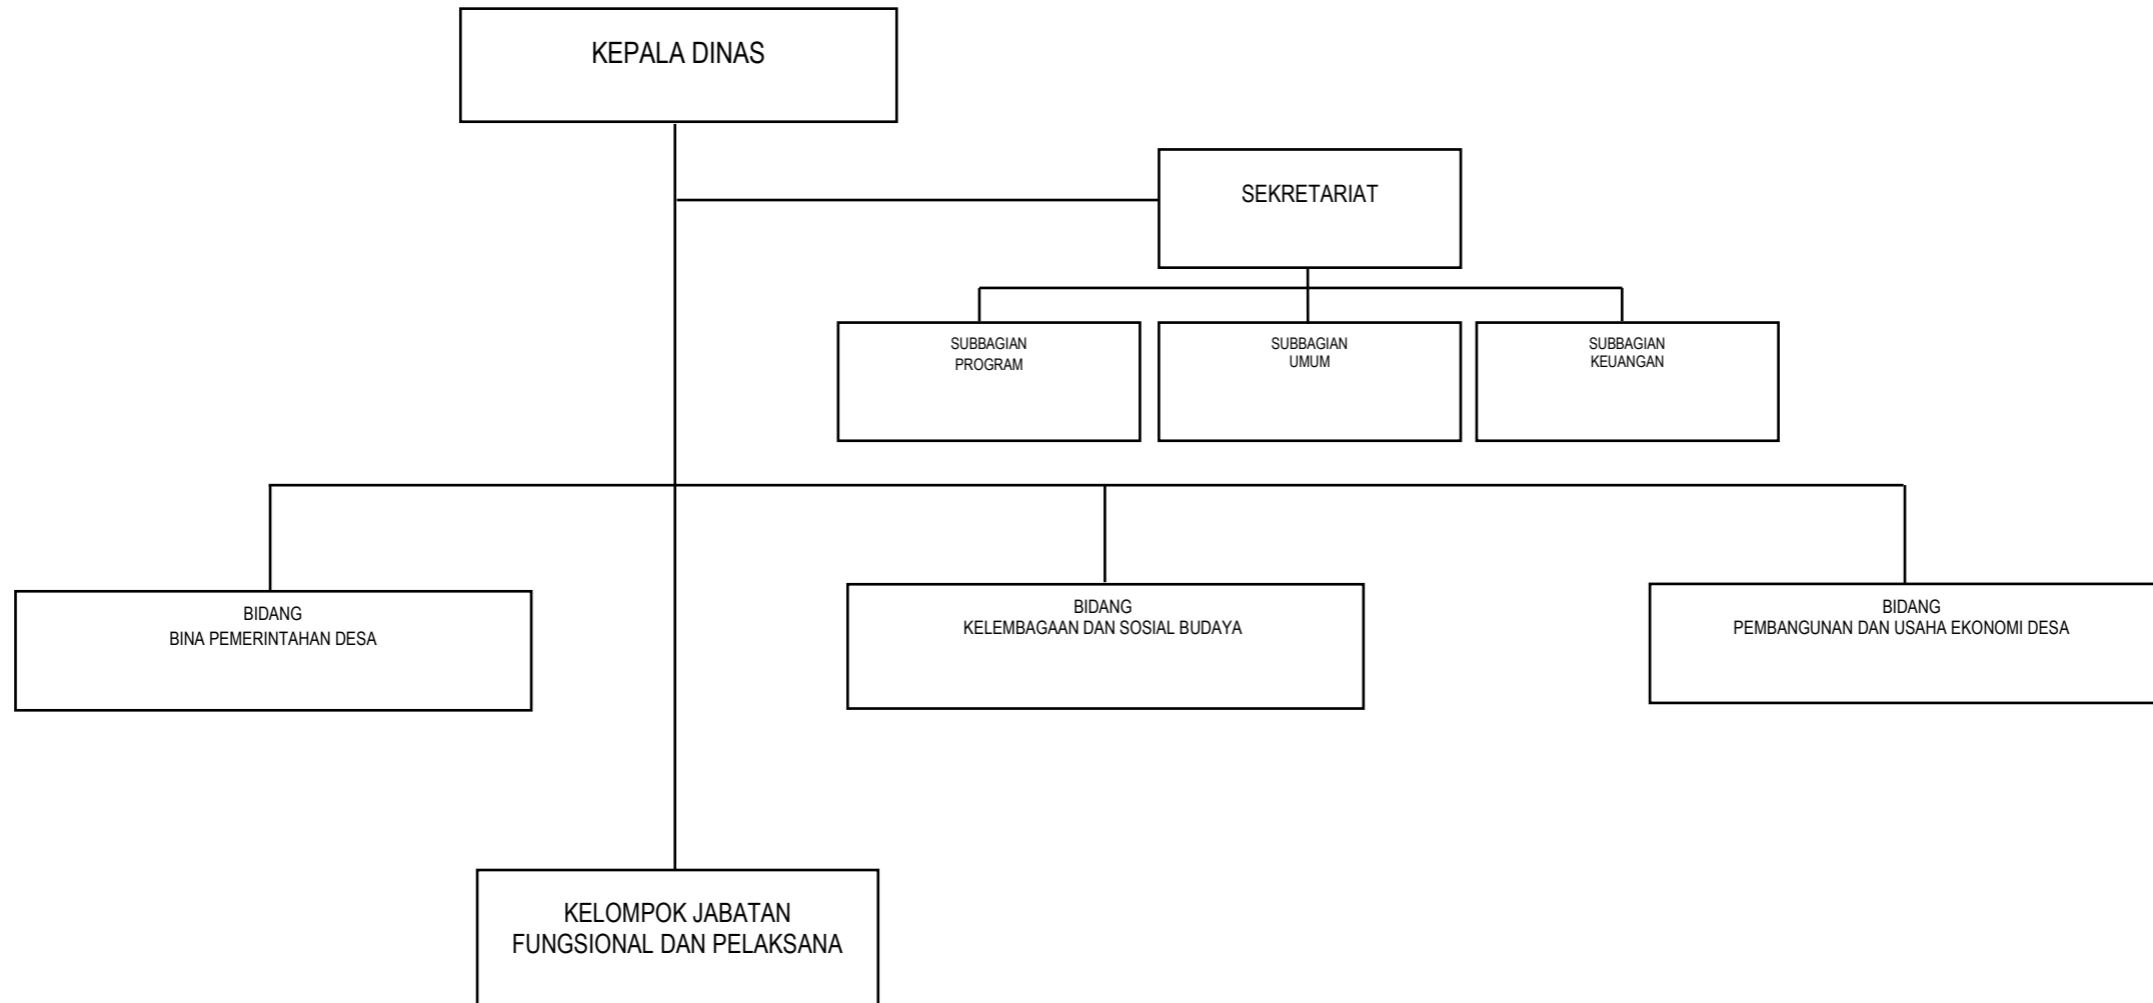 KEPALA DINAS
SEKRETARIAT
SUBBAGIAN
PROGRAM
SUBBAGIAN
UMUM
SUBBAGIAN
KEUANGAN
BIDANG
BINA PEMERINTAHAN DESA
BIDANG
KELEMBAGAAN DAN SOSIAL BUDAYA
BIDANG
PEMBANGUNAN DAN USAHA EKONOMI DESA
KELOMPOK JABATAN
FUNGSIONAL DAN PELAKSANA